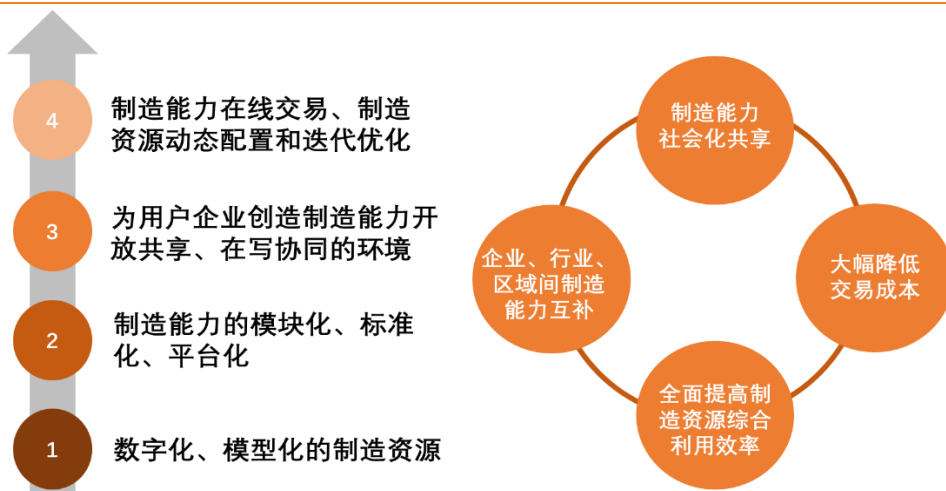 4
制造能力在线交易、制造
资源动态配置和迭代优化
3
为用户企业创造制造能力开
放共享、在写协同的环境
2
制造能力的模块化、标准
化、平台化
1
数字化、模型化的制造资源
制造能力
社会化共享
企业、行业、
区域间制造
能力互补
大幅降低
交易成本
全面提高制
造资源综合
利用效率